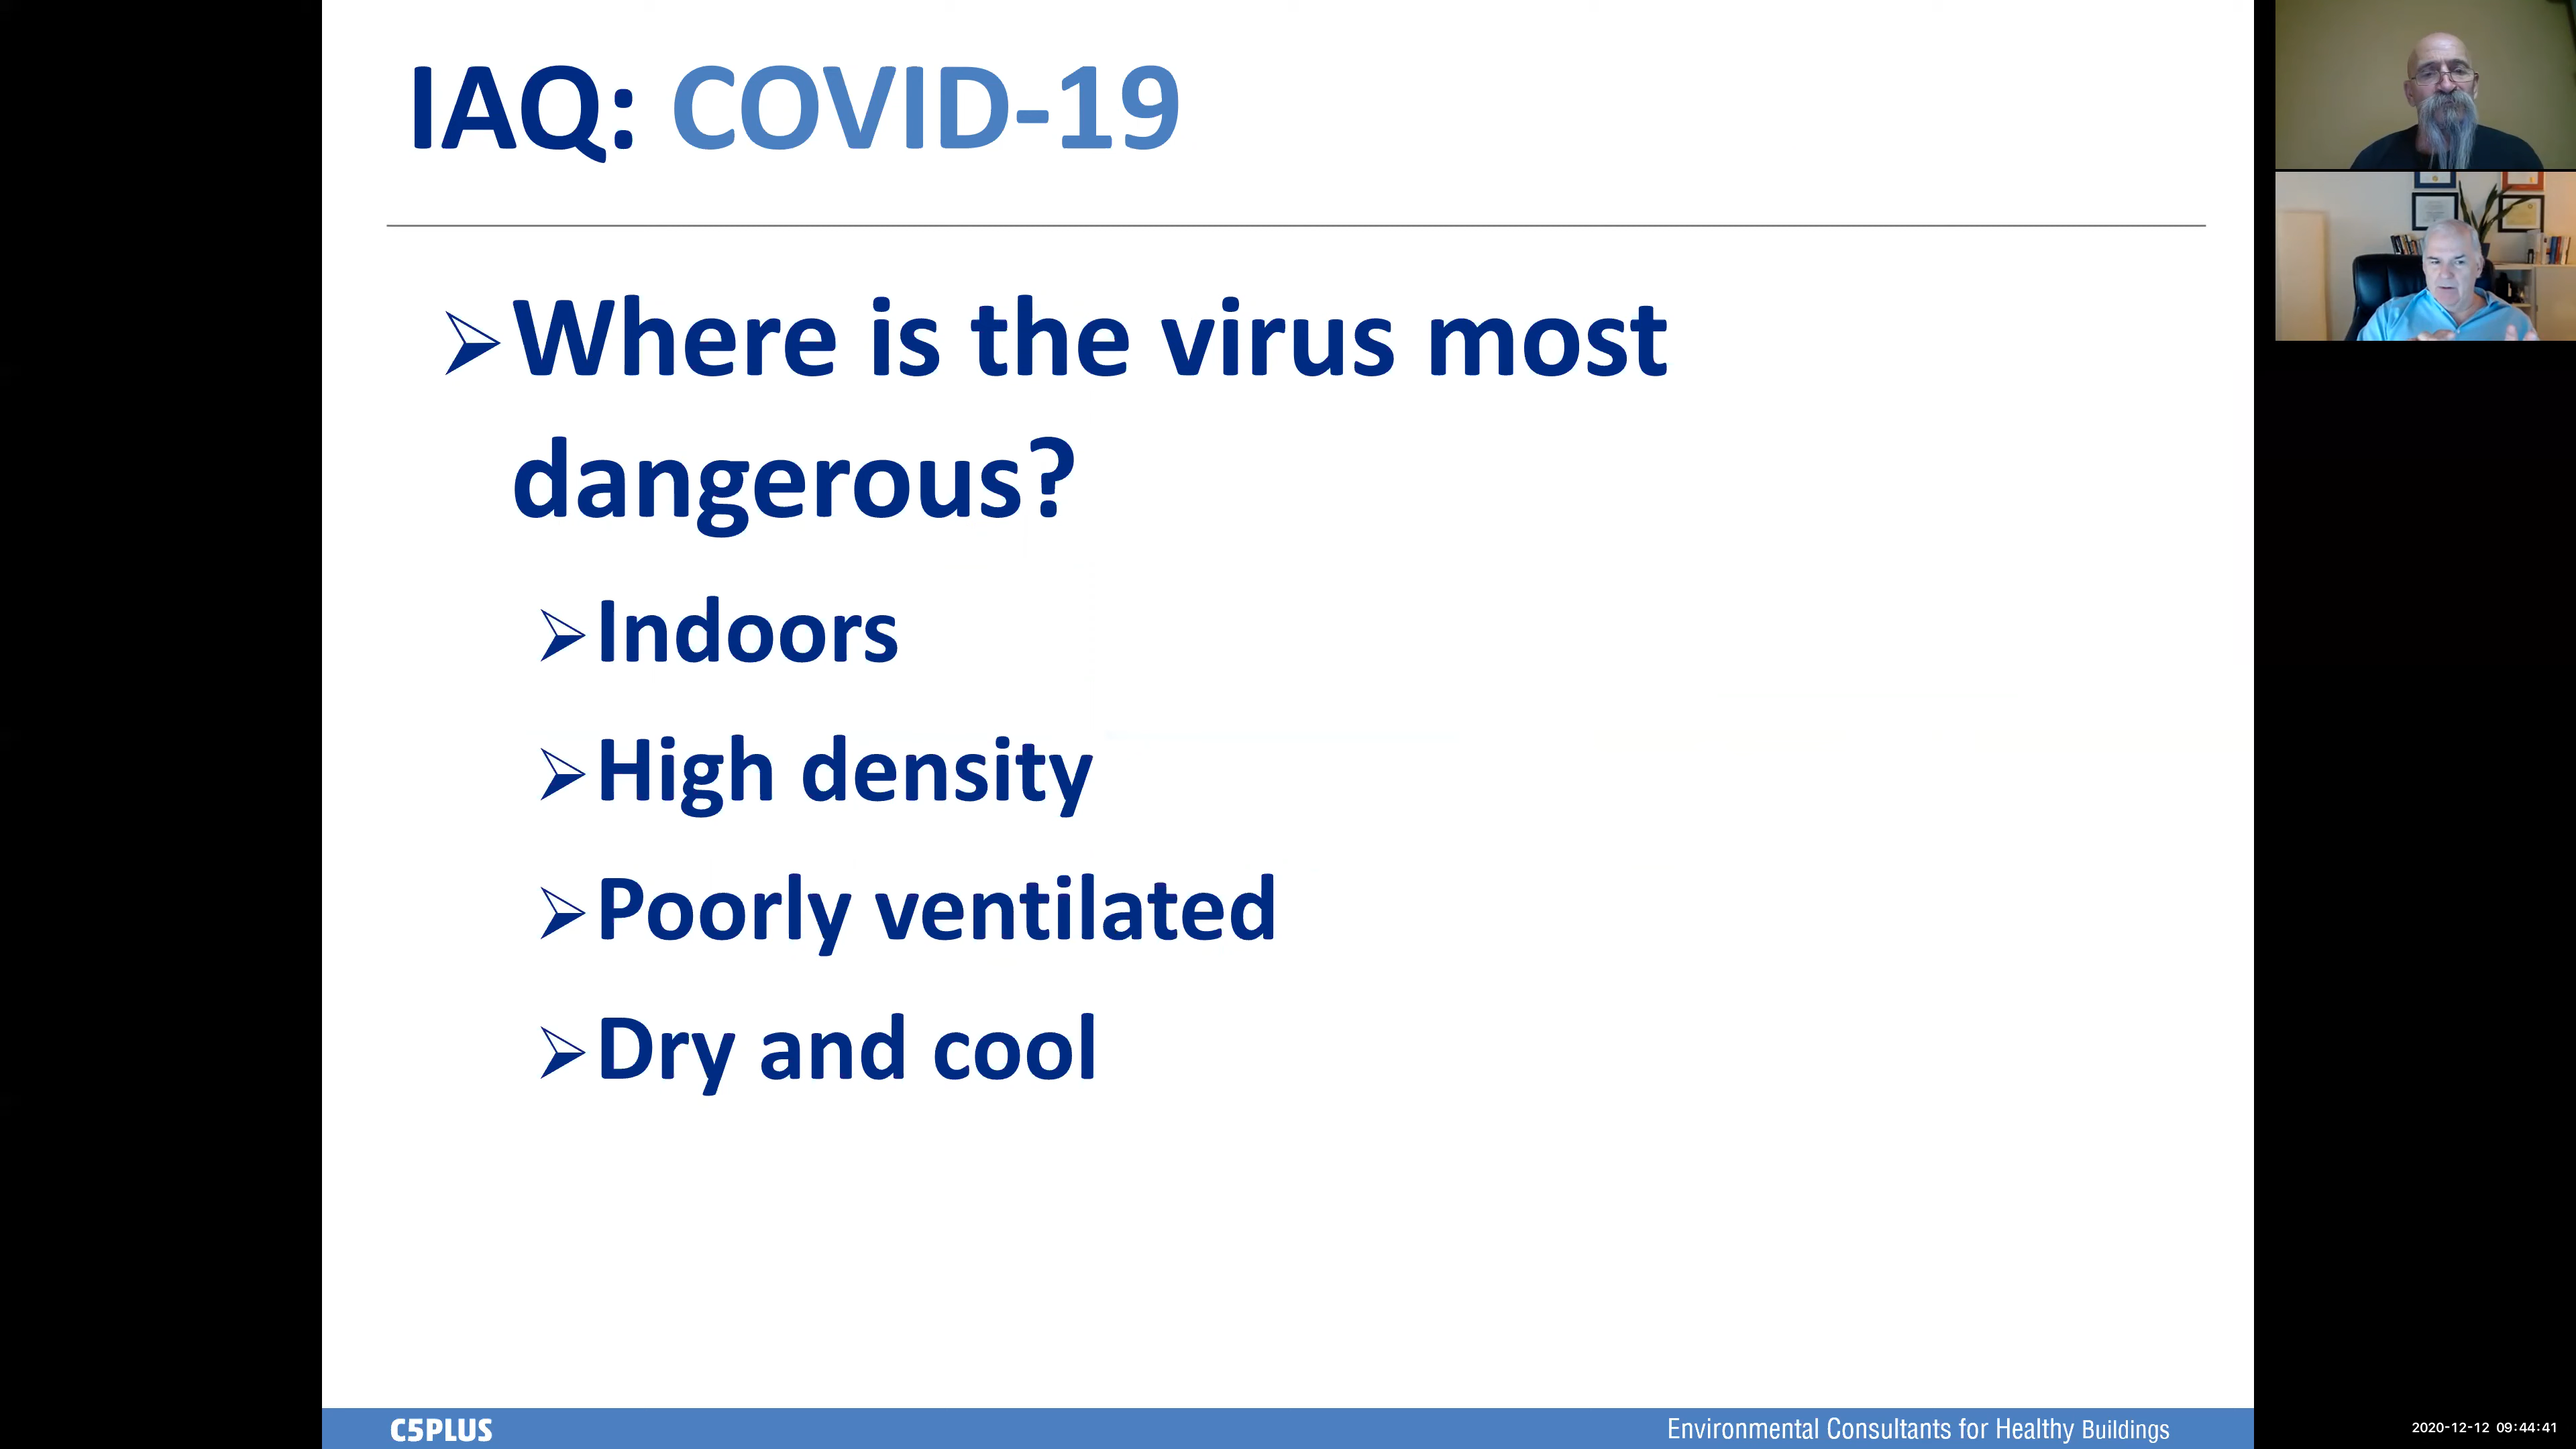 IAQ: COVID-19
Where is the virus most
dangerous?
Indoors
High density
Poorly ventilated
Dry and cool
C5PLUS
Environmental Consultants for Healthy Buildings
2020-12-12 09:44:41